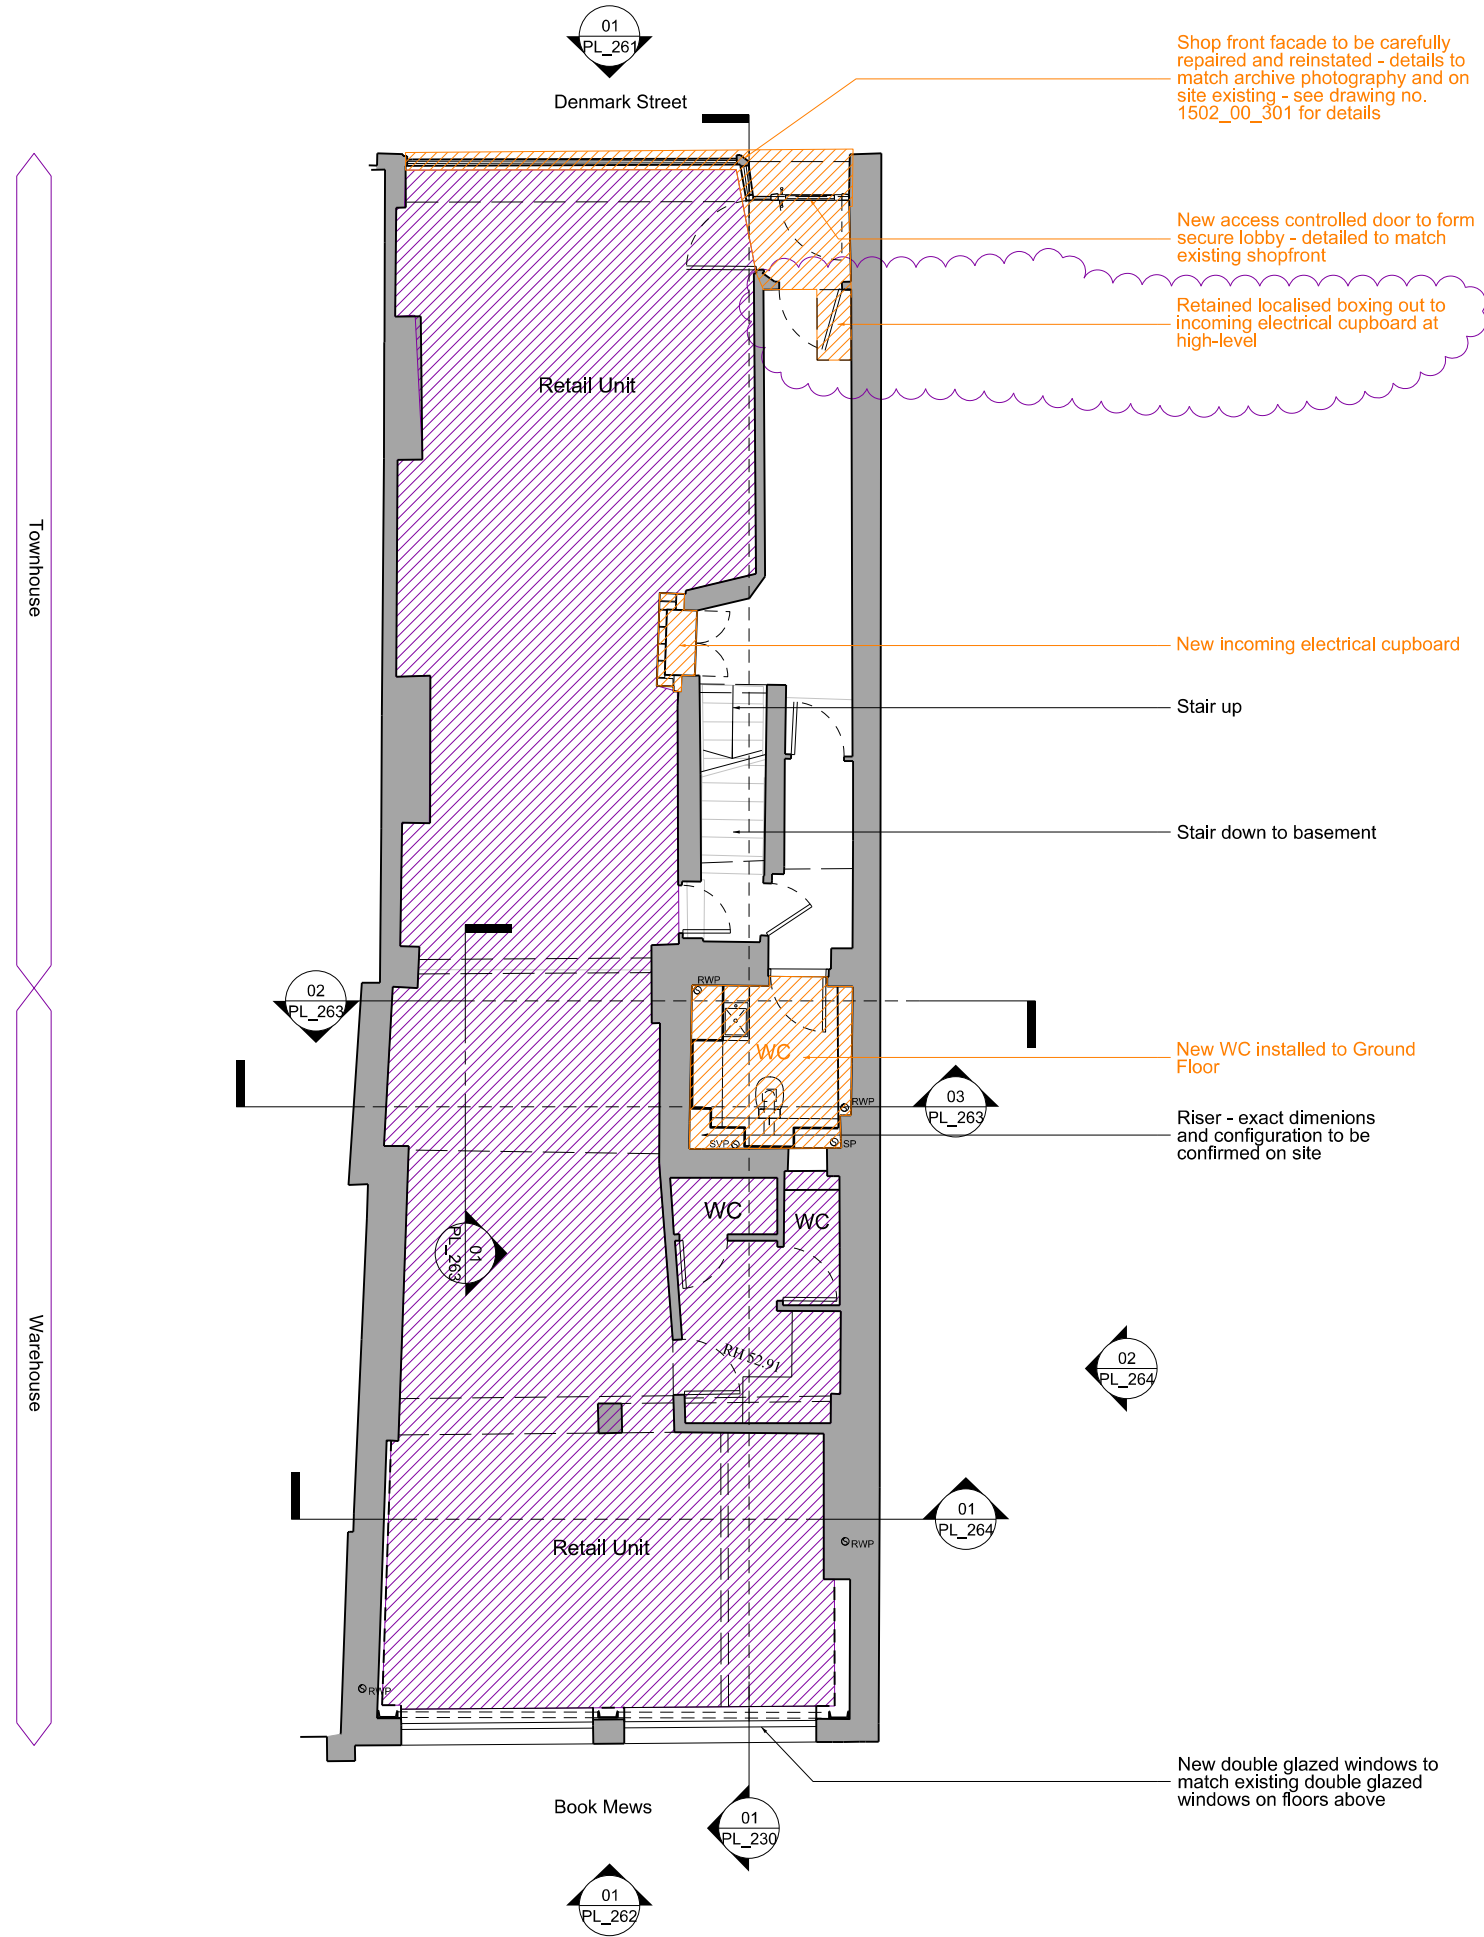 01
PL_261
Denmark Street
Shop front facade to be carefully
repaired and reinstated - details to
match archive photography and on
site existing - see drawing no.
1502_00_301 for details
New access controlled door to form
secure lobby - detailed to match
existing shopfront
Retained localised boxing out to
incoming electrical cupboard at
high-level
Retail Unit
Townhouse
New incoming electrical cupboard
Stair up
Stair down to basement
02
PL_263
RWP
WC
New WC installed to Ground
Floor
03
PL_263
RWP
Riser - exact dimenions
and configuration to be
confirmed on site
SVP
SP
WC
WC
01
PL_263
RH 52.91
Warehouse
02
PL_264
01
PL_264
Retail Unit
RWP
RWP
New double glazed windows to
match existing double glazed
windows on floors above
Book Mews
01
PL_230
01
PL_262